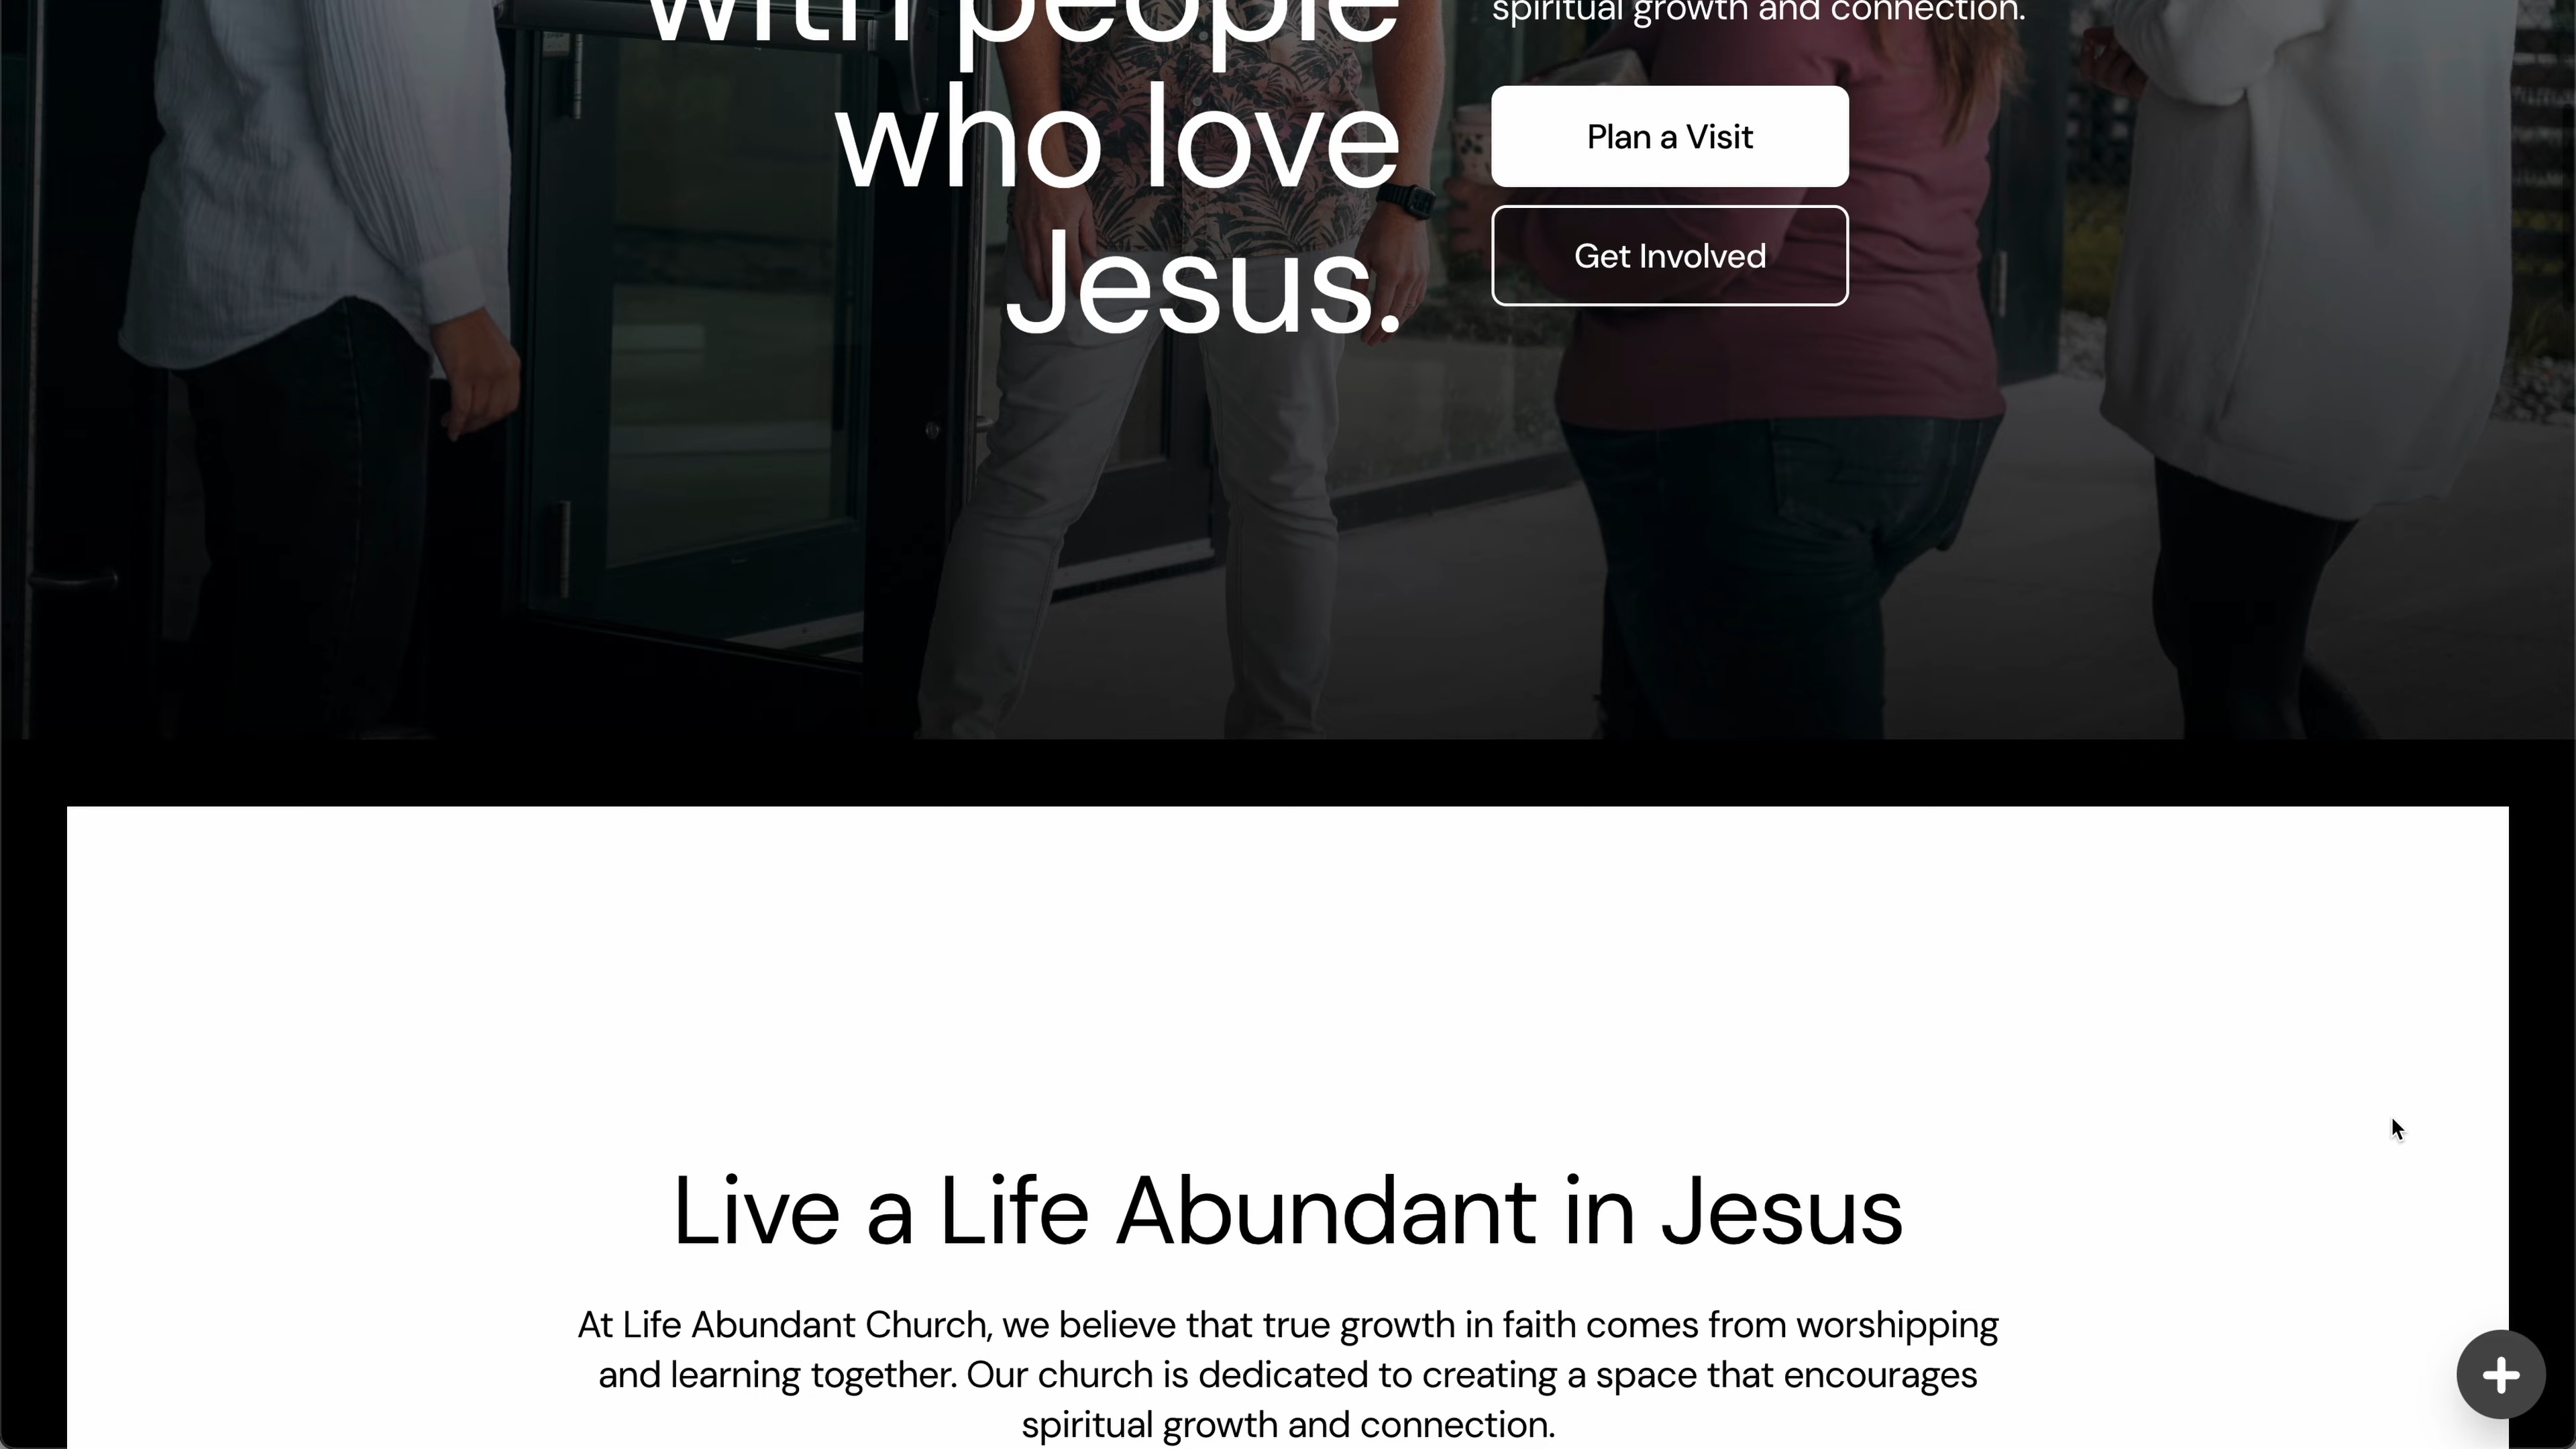 with people
who love
Jesus.
spiritual growth and connection.
Plan a Visit
Get Involved
Live a Life Abundant in Jesus
At Life Abundant Church, we believe that true growth in faith comes from worshipping
and learning together. Our church is dedicated to creating a space that encourages
spiritual growth and connection.